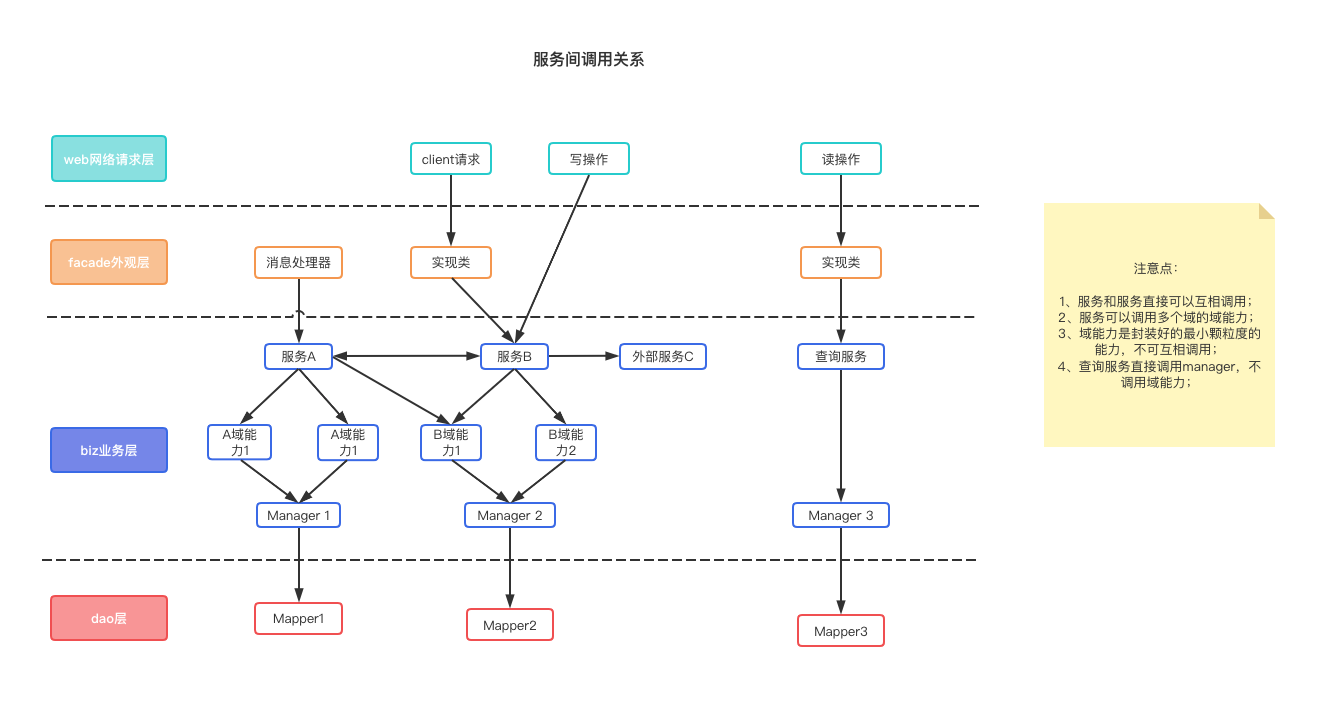 服务间调用关系
web网络请求层
client请求
写操作
读操作
facade外观层
消息处理器
实现类
实现类
服务A
服务B
外部服务C
查询服务
biz业务层
A域能
力1
A域能
力1
B域能
力1
B域能
力2
Manager 1
Manager 2
Manager 3
dao层
Mapper1
Mapper2
Mapper3
注意点：
1、服务和服务直接可以互相调用；
2、服务可以调用多个域的域能力；
3、域能力是封装好的最小颗粒度的
能力，不可互相调用；
4、查询服务直接调用manager，不
调用域能力；